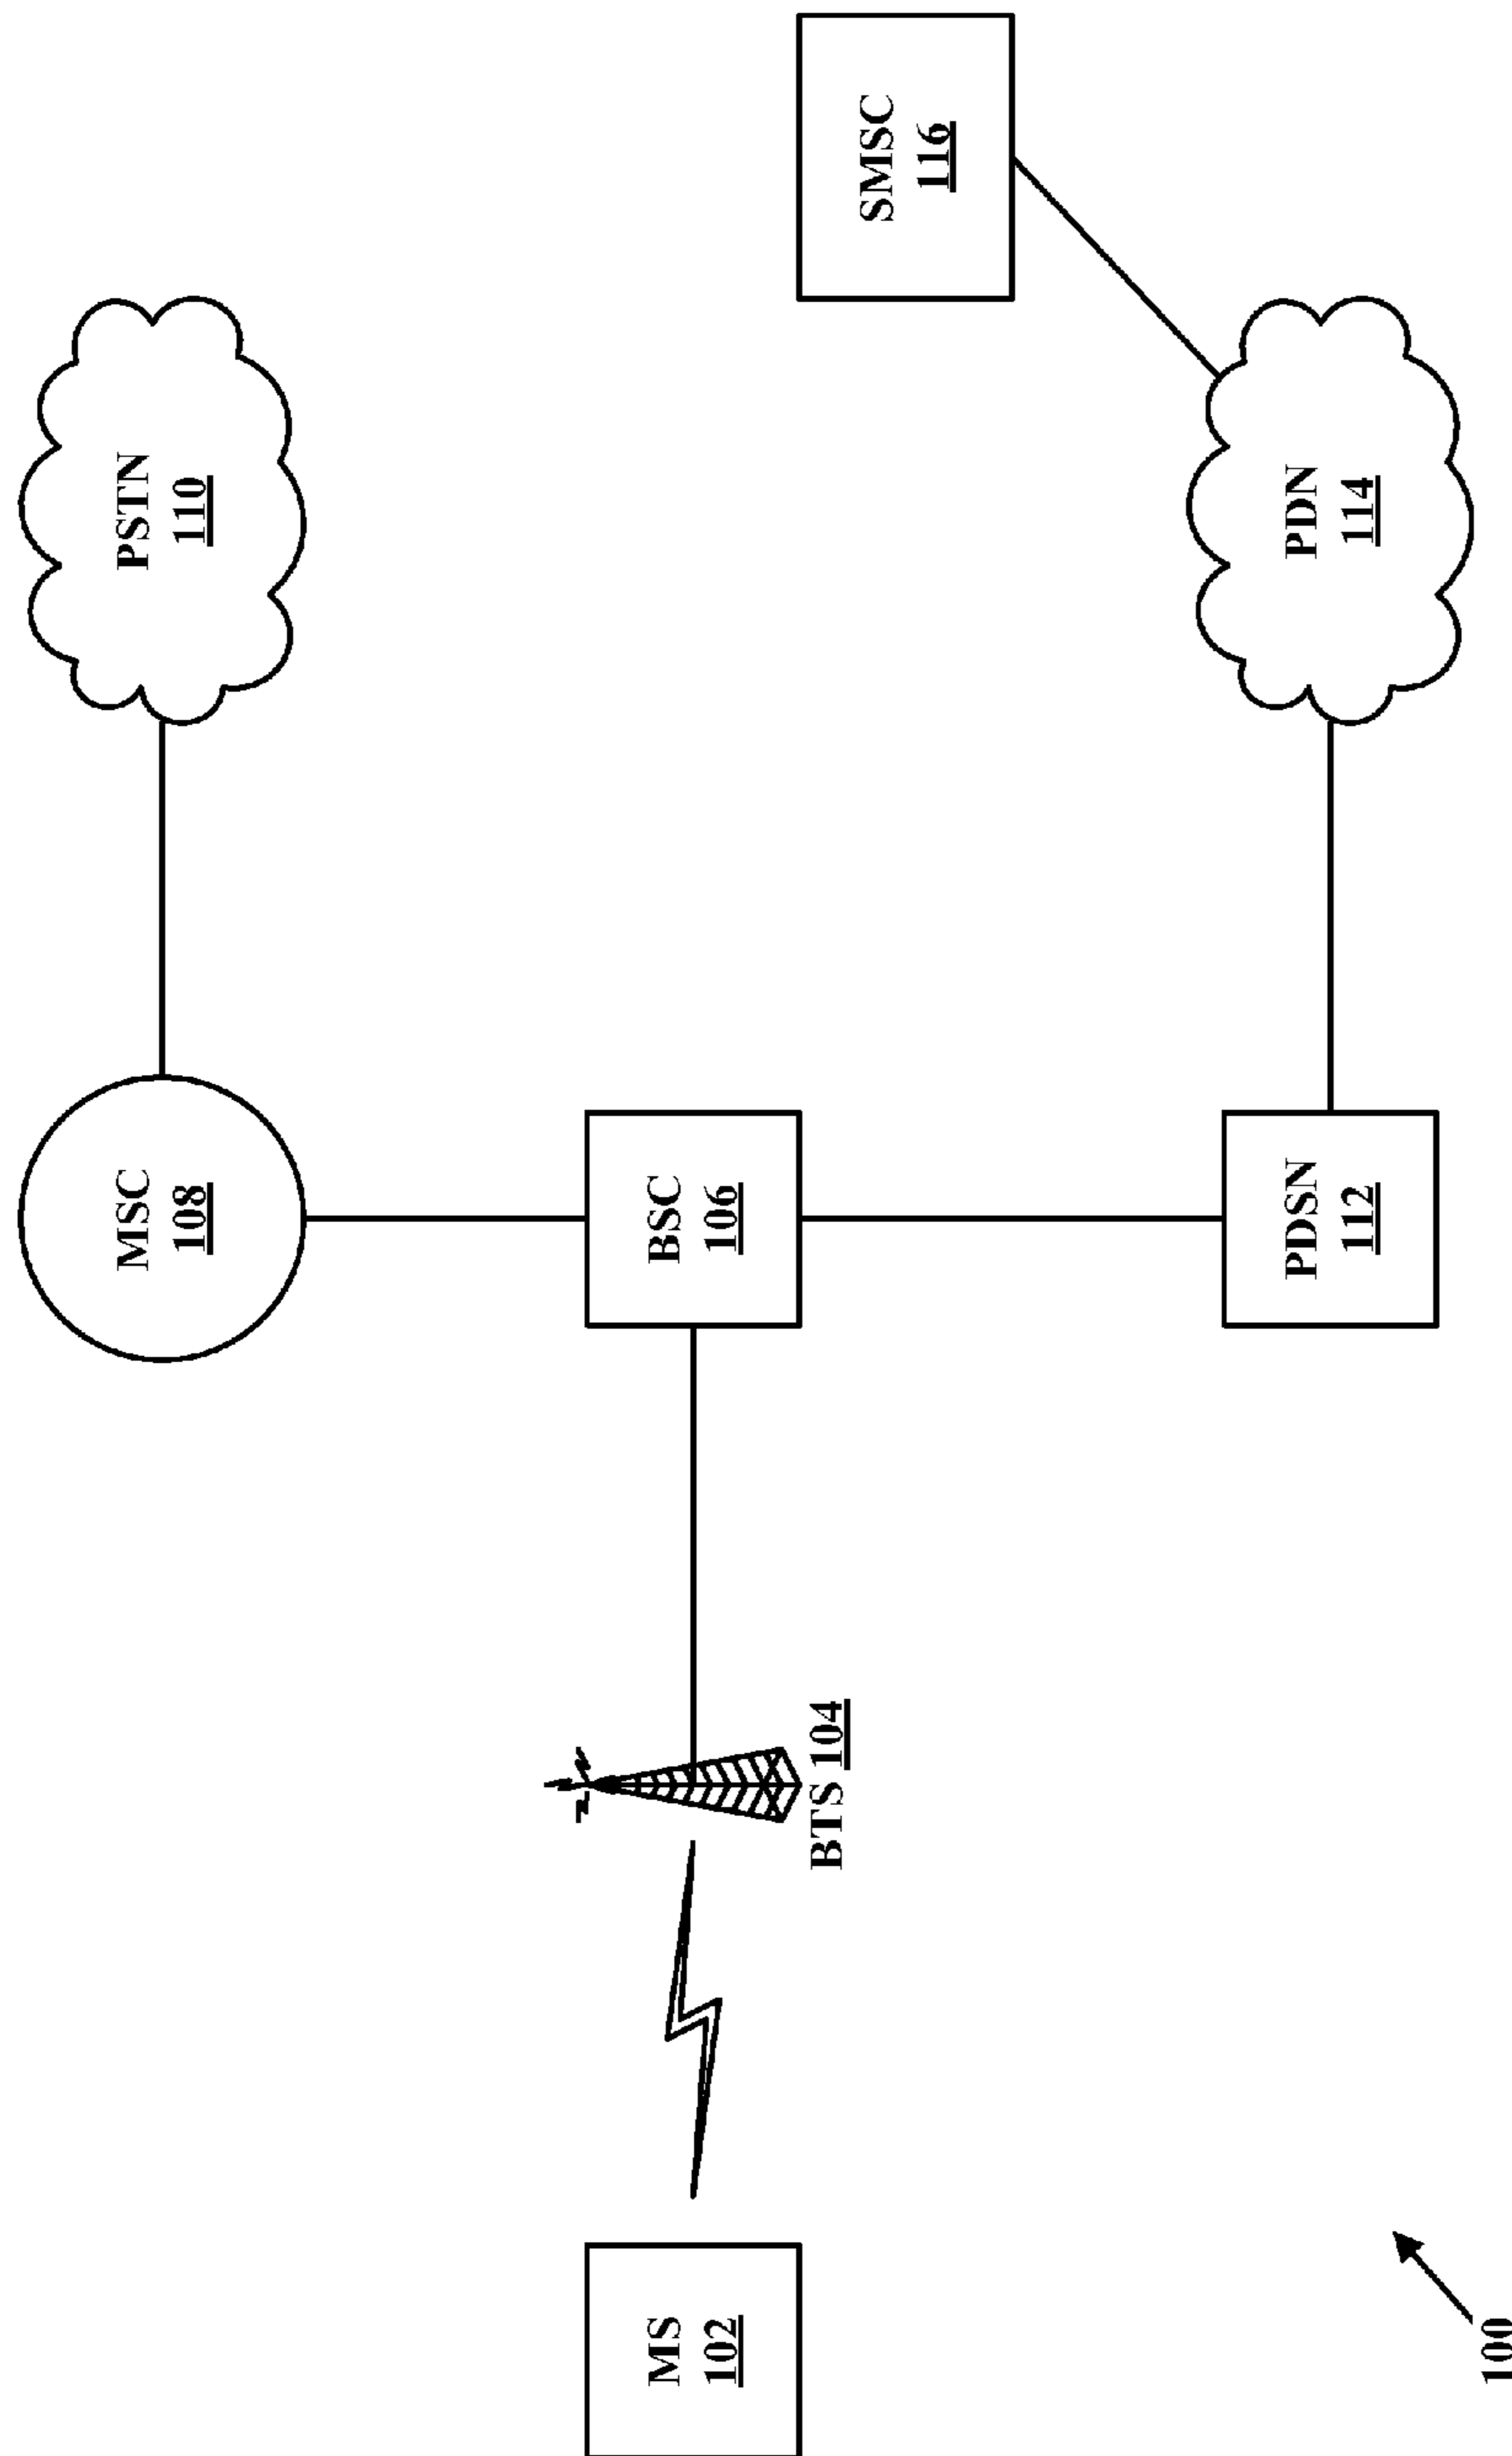 MSC
108
PSTN
110
MS
102
BTS 104
BSC
106
SMSC
116
PDSN
112
PDN
114
100